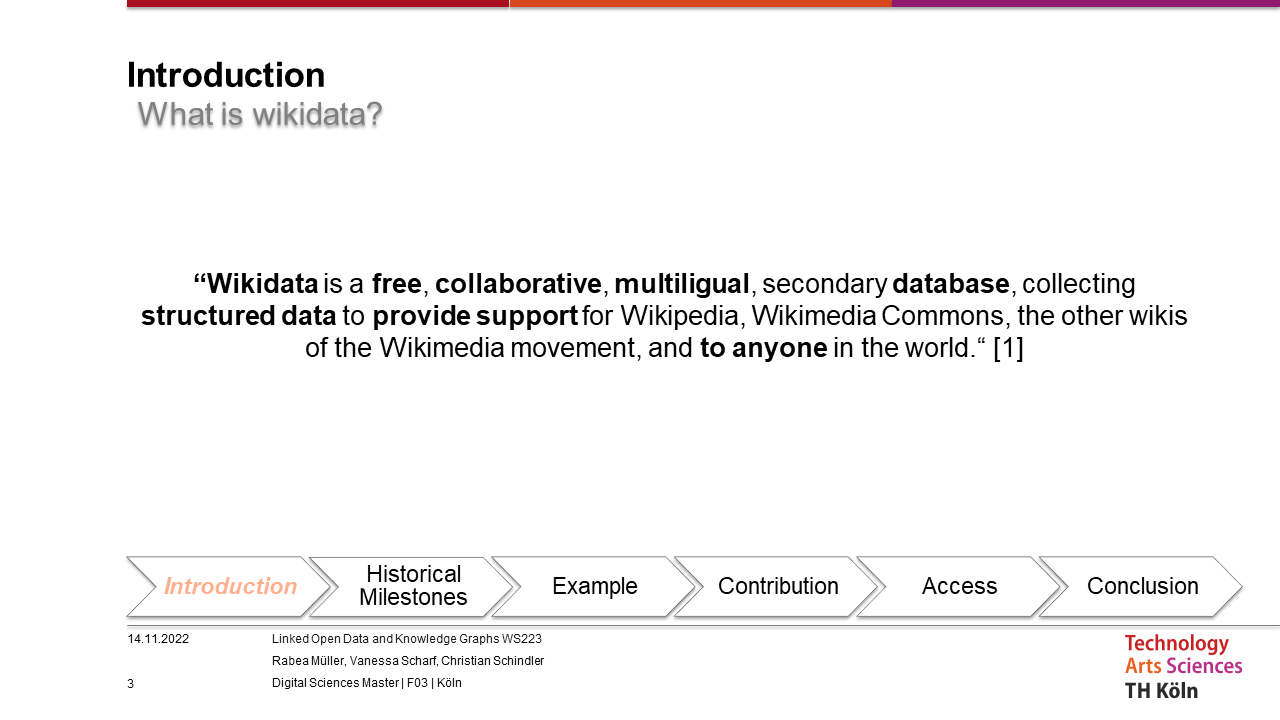 Introduction
What is wikidata?
“Wikidata is a free, collaborative, multiligual, secondary database, collecting
structured data to provide support for Wikipedia, Wikimedia Commons, the other wikis
of the Wikimedia movement, and to anyone in the world.“ [1]
Introduction
Historical
Milestones
Example
Contribution
Access
Conclusion
14.11.2022
Linked Open Data and Knowledge Graphs WS223
Rabea Müller, Vanessa Scharf, Christian Schindler
3
Digital Sciences Master | F03 | Köln
Technology
Arts Sciences
TH Köln